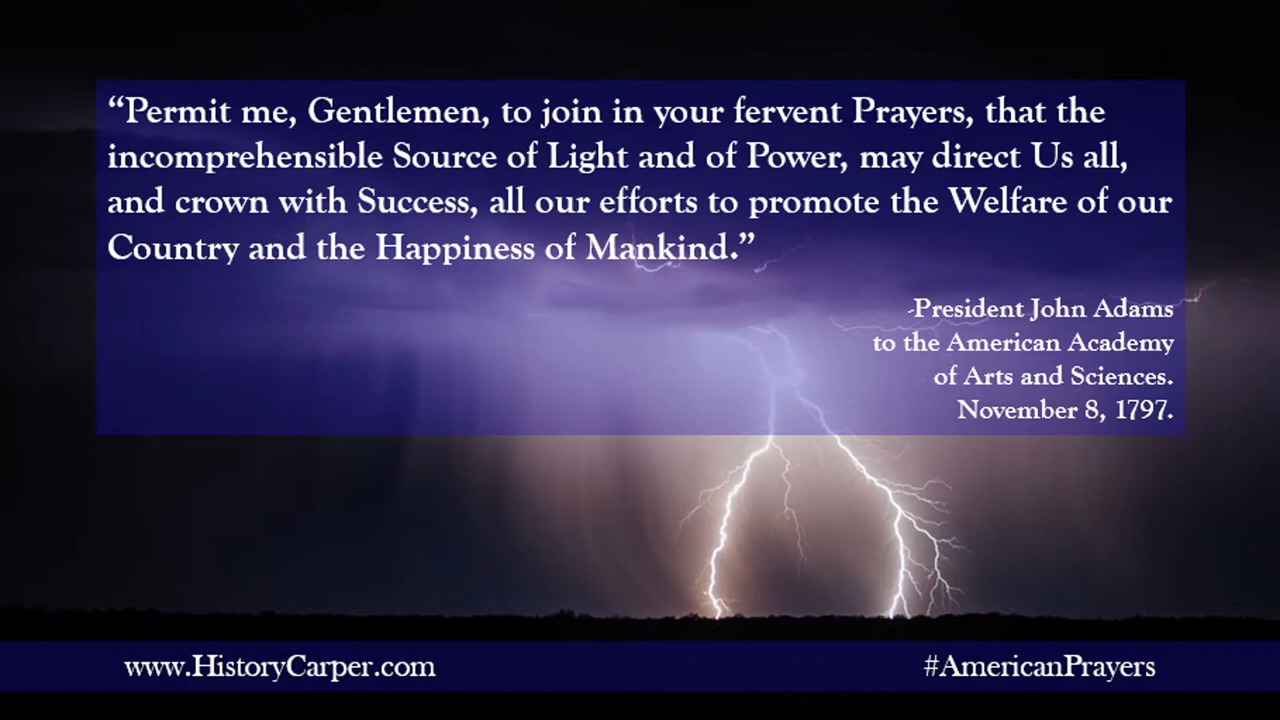 “Permit me, Gentlemen, to join in your fervent Prayers, that the
incomprehensible Source of Light and of Power, may direct Us all,
and crown with Success, all our efforts to promote the Welfare of our
Country and the Happiness of Mankind.”
-President John Adams
to the American Academy
of Arts and Sciences.
November 8, 1797.
www.HistoryCarper.com
#AmericanPrayers